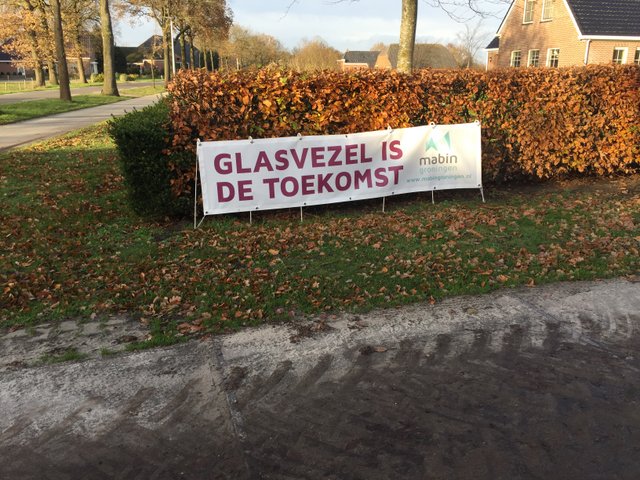 GLASVEZEL IS
DE TOEKOMST
mabin
groningen
www.mabingroningen.nl